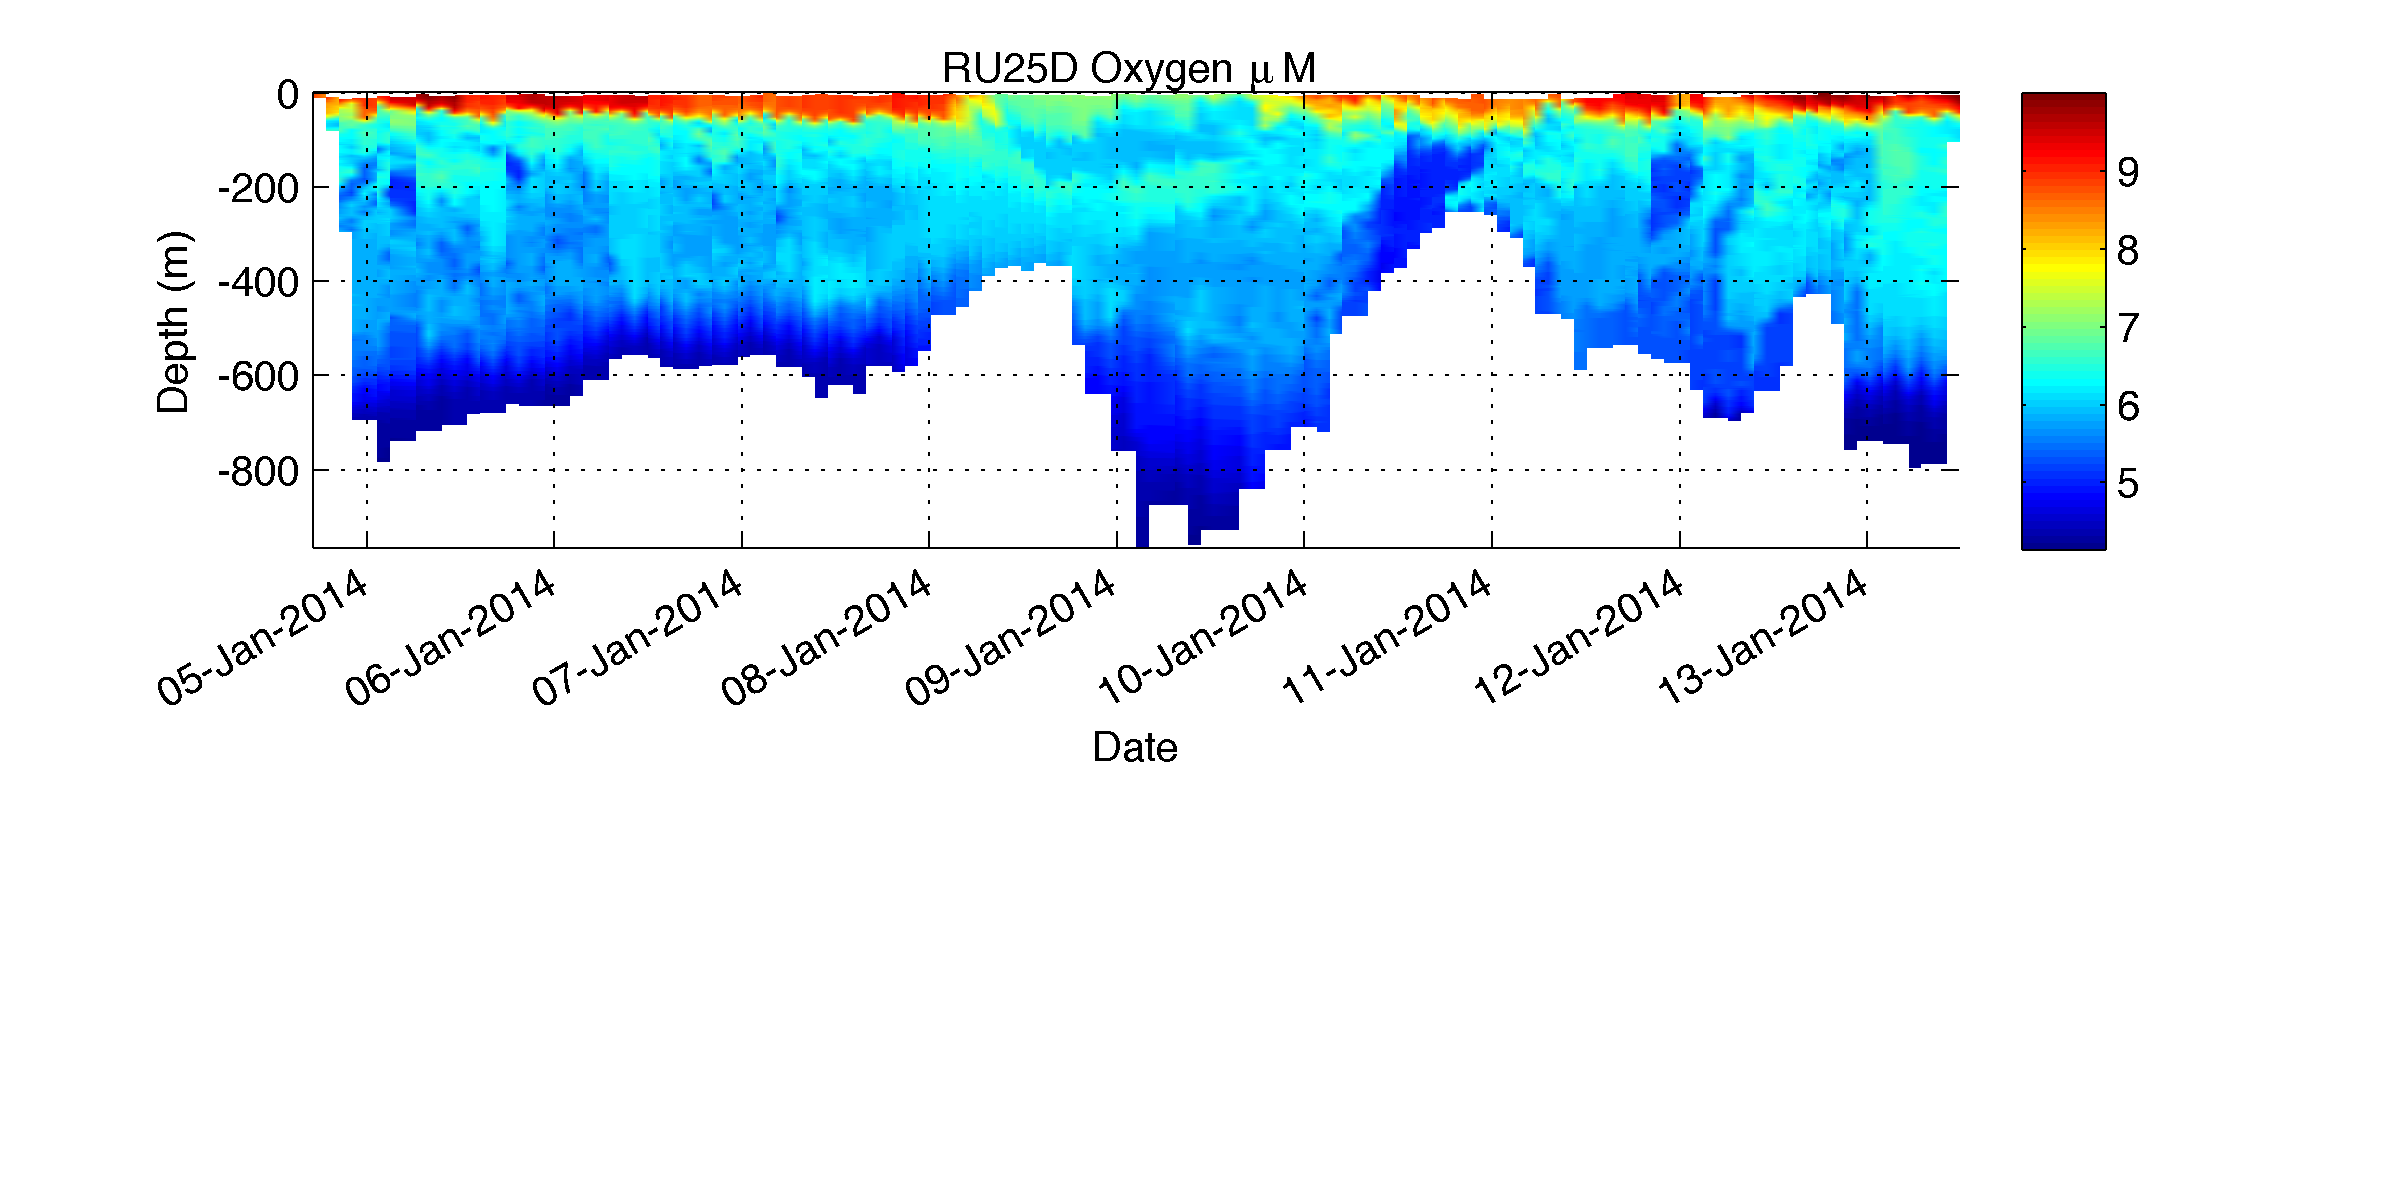 RU25D Oxygen μ M
0
-200
-400
-600
-800
Depth (m)
05-Jan-2014
06-Jan-2014
07-Jan-2014
08-Jan-2014
09-Jan-2014
10-Jan-2014
11-Jan-2014
12-Jan-2014
13-Jan-2014
Date
9
8
7
6
5